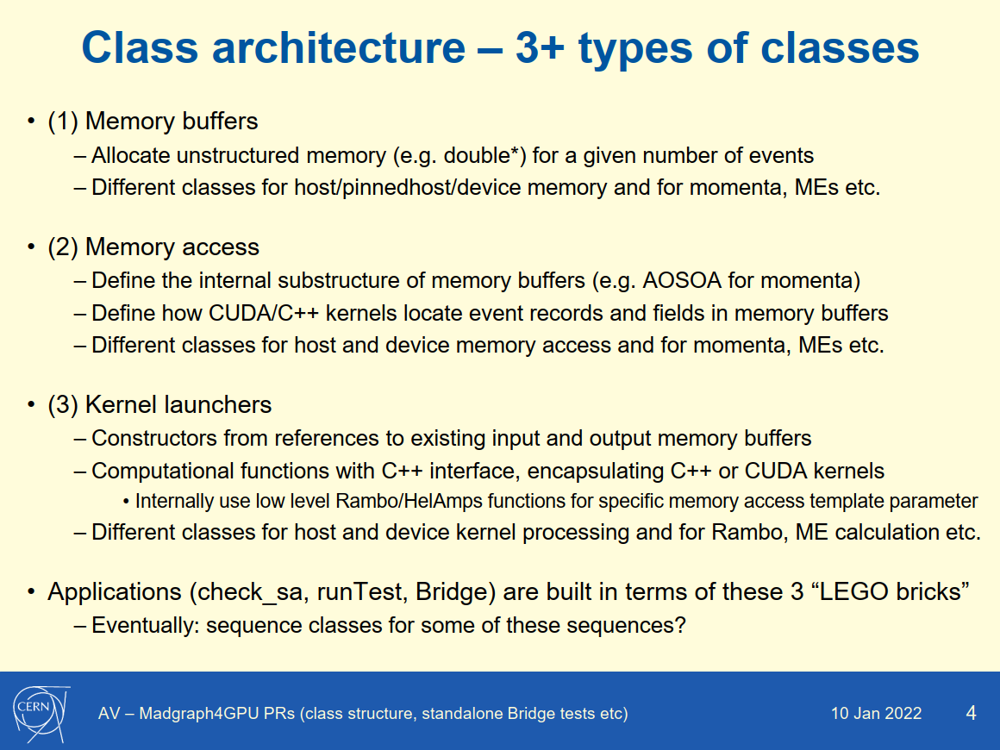 Class architecture – 3+ types of classes
• (1) Memory buffers
– Allocate unstructured memory (e.g. double*) for a given number of events
– Different classes for host/pinnedhost/device memory and for momenta, MEs etc.
• (2) Memory access
– Define the internal substructure of memory buffers (e.g. AOSOA for momenta)
– Define how CUDA/C++ kernels locate event records and fields in memory buffers
– Different classes for host and device memory access and for momenta, MEs etc.
• (3) Kernel launchers
– Constructors from references to existing input and output memory buffers
– Computational functions with C++ interface, encapsulating C++ or CUDA kernels
• Internally use low level Rambo/HelAmps functions for specific memory access template parameter
– Different classes for host and device kernel processing and for Rambo, ME calculation etc.
• Applications (check_sa, runTest, Bridge) are built in terms of these 3 “LEGO bricks”
– Eventually: sequence classes for some of these sequences?
CERN
AV – Madgraph4GPU PRs (class structure, standalone Bridge tests etc)
10 Jan 2022
4